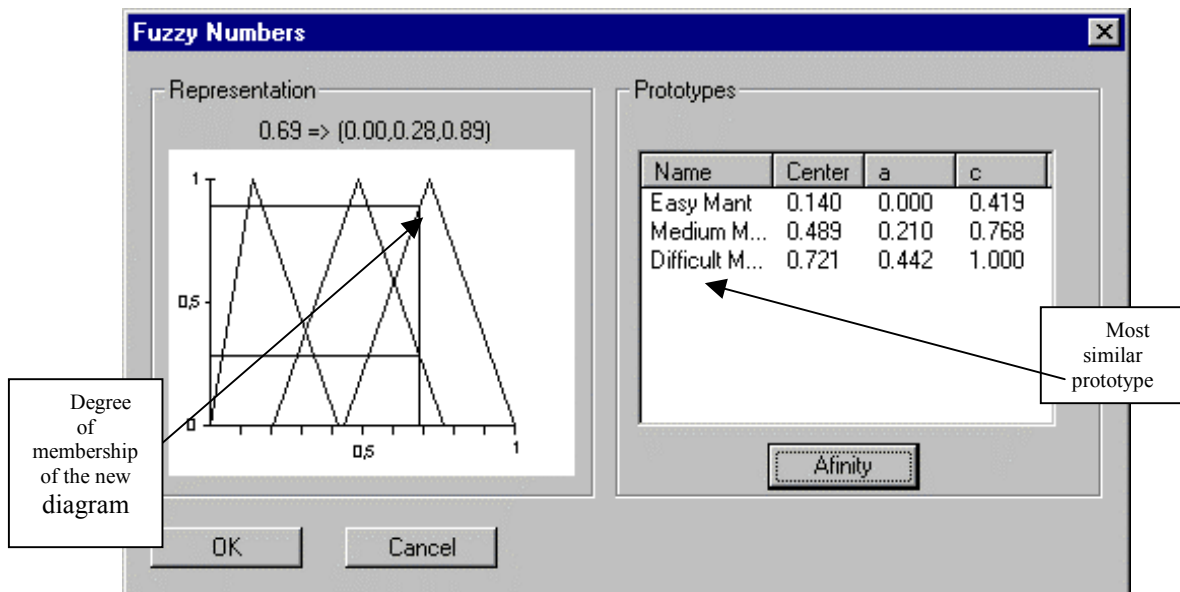 Fuzzy Numbers
Representation
0.69 => (0.00,0.28,0.89)
1
0,5
0
0,5
1
Prototypes
Name Center a c
Easy Mant 0.140 0.000 0.419
Medium M... 0.489 0.210 0.768
Difficult M... 0.721 0.442 1.000
Afinity
OK
Cancel
Degree
of
membership
of the new
diagram
Most
similar
prototype